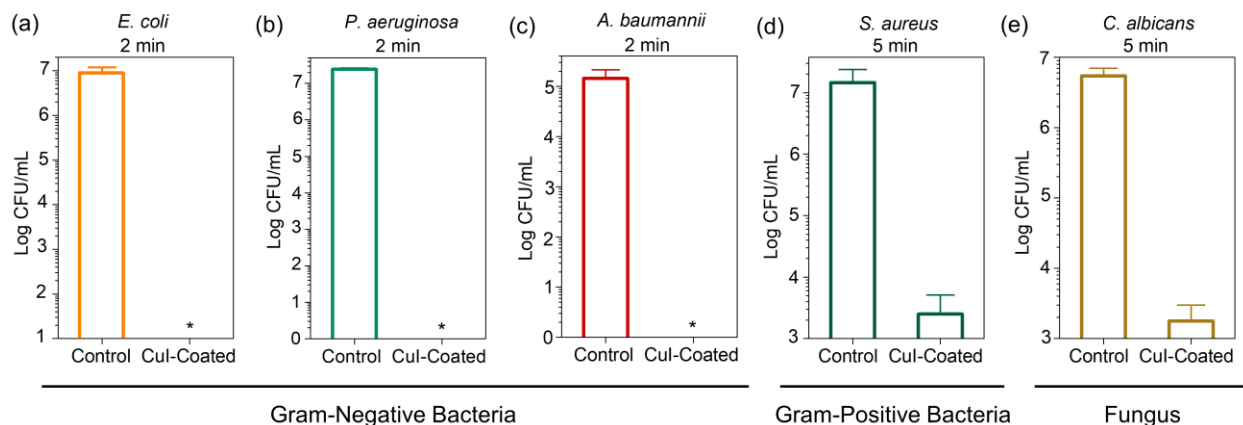 (a) E. coli
2 min
Log CFU/mL
7
6
5
4
3
2
1
*
Control CuI-Coated
(b) P. aeruginosa
2 min
Log CFU/mL
7
6
5
4
3
2
1
0
*
Control CuI-Coated
(c) A. baumannii
2 min
Log CFU/mL
5
4
3
2
1
0
*
Control CuI-Coated
(d) S. aureus
5 min
Log CFU/mL
7
6
5
4
3
Control CuI-Coated
(e) C. albicans
5 min
Log CFU/mL
7
6
5
4
3
Control CuI-Coated
Gram-Negative Bacteria
Gram-Positive Bacteria
Fungus